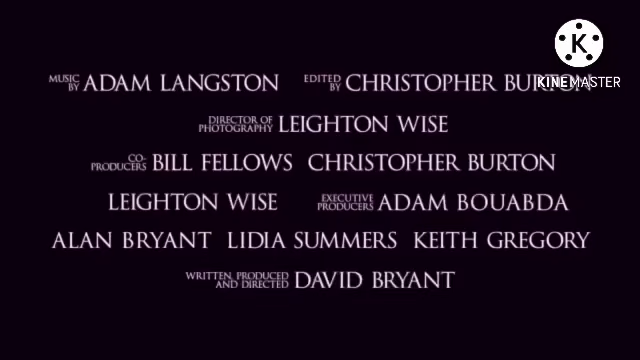 K
KINEMASTER
MUSIC BY ADAM LANGSTON EDITED BY CHRISTOPHER BURTON
DIRECTOR OF PHOTOGRAPHY LEIGHTON WISE
CO-PRODUCERS BILL FELLOWS CHRISTOPHER BURTON
LEIGHTON WISE EXECUTIVE PRODUCERS ADAM BOUABDA
ALAN BRYANT LIDIA SUMMERS KEITH GREGORY
WRITTEN, PRODUCED AND DIRECTED DAVID BRYANT